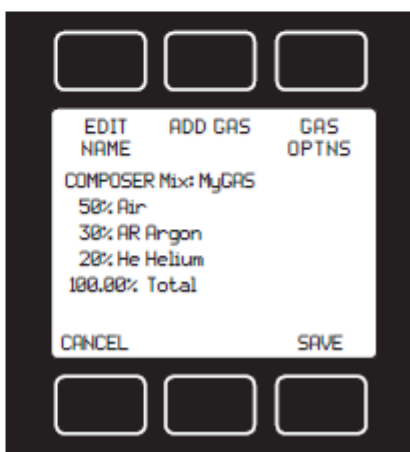 EDIT NAME ADD GAS GAS OPTNS
COMPOSER Mix: MyGAS
50% Air
30% AR Argon
20% He Helium
100.00% Total
CANCEL SAVE